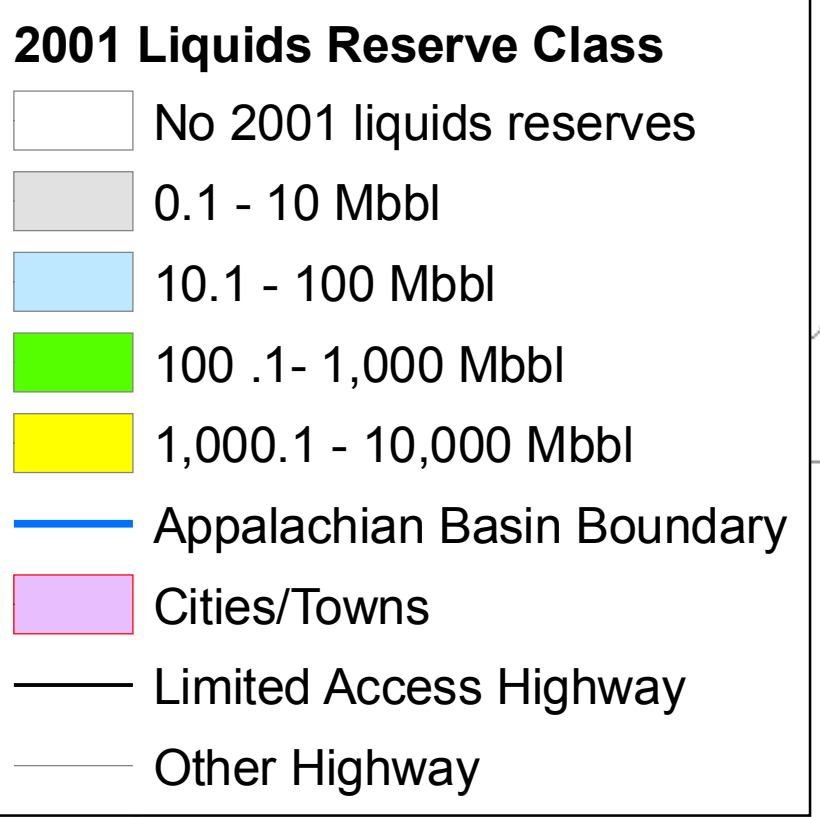 2001 Liquids Reserve Class
No 2001 liquids reserves
0.1 - 10 Mbbl
10.1 - 100 Mbbl
100 .1- 1,000 Mbbl
1,000.1 - 10,000 Mbbl
Appalachian Basin Boundary
Cities/Towns
Limited Access Highway
Other Highway